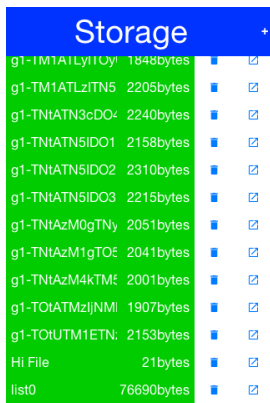 Storage +
g1-TM1ATLyITOy 1848bytes
g1-TM1ATLzITN5 2205bytes
g1-TNtATN3cDO4 2240bytes
g1-TNtATN5IDO1 2158bytes
g1-TNtATN5IDO2 2310bytes
g1-TNtATN5IDO3 2215bytes
g1-TNtAzM0gTNy 2051bytes
g1-TNtAzM1gTO5 2041bytes
g1-TNtAzM4kTM5 2001bytes
g1-TOtATMzIjNM 1907bytes
g1-TOtUTM1ETN 2153bytes
Hi File 21bytes
list0 76690bytes